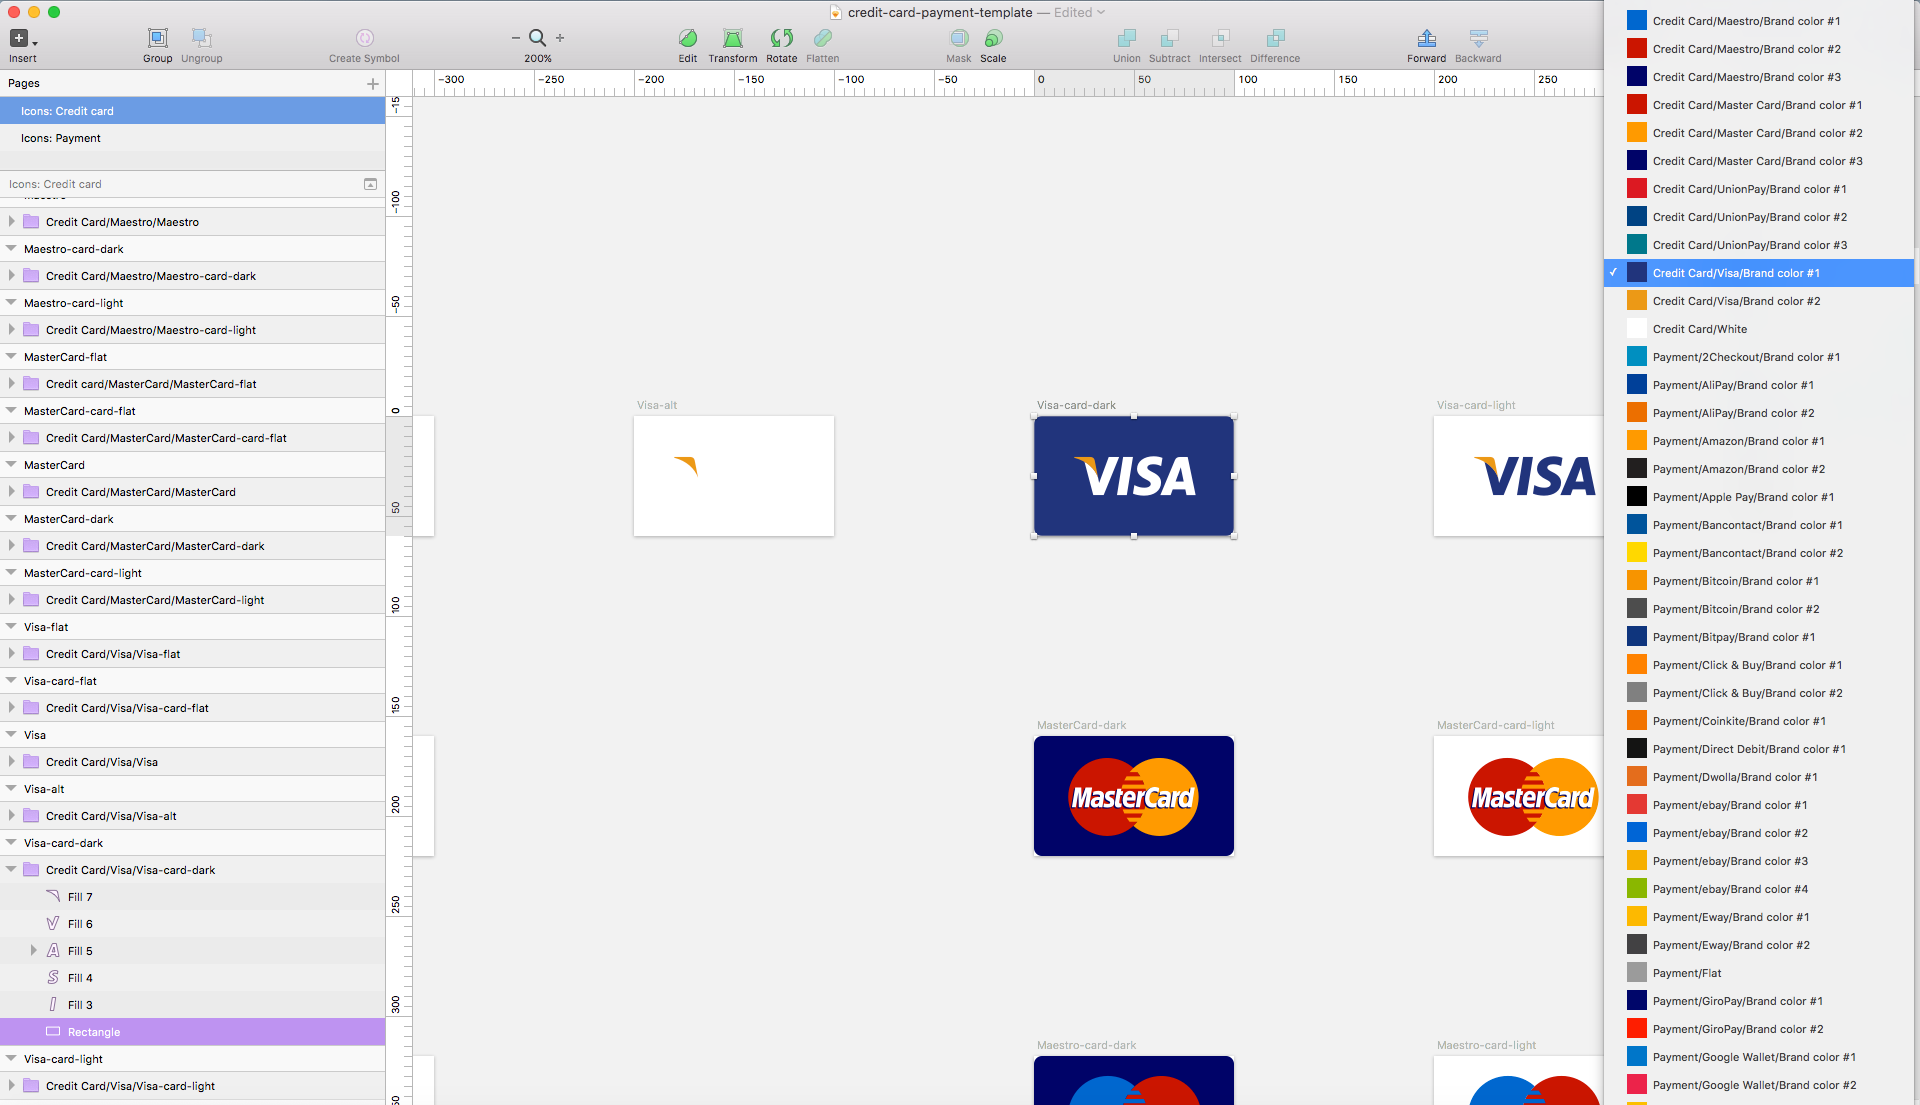 credit-card-payment-template — Edited
Insert
Group
Ungroup
Create Symbol
200%
Edit
Transform
Rotate
Flatten
Mask
Scale
Union
Subtract
Intersect
Difference
Forward
Backward
Pages
Icons: Credit card
Icons: Payment
Icons: Credit card
Maestro
Credit Card/Maestro/Maestro
Maestro-card-dark
Credit Card/Maestro/Maestro-card-dark
Maestro-card-light
Credit Card/Maestro/Maestro-card-light
MasterCard-flat
Credit card/MasterCard/MasterCard-flat
MasterCard-card-flat
Credit Card/MasterCard/MasterCard-card-flat
MasterCard
Credit Card/MasterCard/MasterCard
MasterCard-dark
Credit Card/MasterCard/MasterCard-dark
MasterCard-card-light
Credit Card/MasterCard/MasterCard-light
Visa-flat
Credit Card/Visa/Visa-flat
Visa-card-flat
Credit Card/Visa/Visa-card-flat
Visa
Credit Card/Visa/Visa
Visa-alt
Credit Card/Visa/Visa-alt
Visa-card-dark
Credit Card/Visa/Visa-card-dark
Fill 7
Fill 6
Fill 5
Fill 4
Fill 3
Rectangle
Visa-card-light
Credit Card/Visa/Visa-card-light
-300 -250 -200 -150 -100 -50 0 50 100 150 200 250
-15
-100
-50
0
50
100
150
200
250
300
50
Visa-alt
Visa-card-dark
VISA
Visa-card-light
VISA
MasterCard-dark
MasterCard
MasterCard-card-light
MasterCard
Maestro-card-dark
Maestro-card-light
Credit Card/Maestro/Brand color #1
Credit Card/Maestro/Brand color #2
Credit Card/Maestro/Brand color #3
Credit Card/Master Card/Brand color #1
Credit Card/Master Card/Brand color #2
Credit Card/Master Card/Brand color #3
Credit Card/UnionPay/Brand color #1
Credit Card/UnionPay/Brand color #2
Credit Card/UnionPay/Brand color #3
✓ Credit Card/Visa/Brand color #1
Credit Card/Visa/Brand color #2
Credit Card/White
Payment/2Checkout/Brand color #1
Payment/AliPay/Brand color #1
Payment/AliPay/Brand color #2
Payment/Amazon/Brand color #1
Payment/Amazon/Brand color #2
Payment/Apple Pay/Brand color #1
Payment/Bancontact/Brand color #1
Payment/Bancontact/Brand color #2
Payment/Bitcoin/Brand color #1
Payment/Bitcoin/Brand color #2
Payment/Bitpay/Brand color #1
Payment/Click & Buy/Brand color #1
Payment/Click & Buy/Brand color #2
Payment/Coinkite/Brand color #1
Payment/Direct Debit/Brand color #1
Payment/Dwolla/Brand color #1
Payment/ebay/Brand color #1
Payment/ebay/Brand color #2
Payment/ebay/Brand color #3
Payment/ebay/Brand color #4
Payment/Eway/Brand color #1
Payment/Eway/Brand color #2
Payment/Flat
Payment/GiroPay/Brand color #1
Payment/GiroPay/Brand color #2
Payment/Google Wallet/Brand color #1
Payment/Google Wallet/Brand color #2